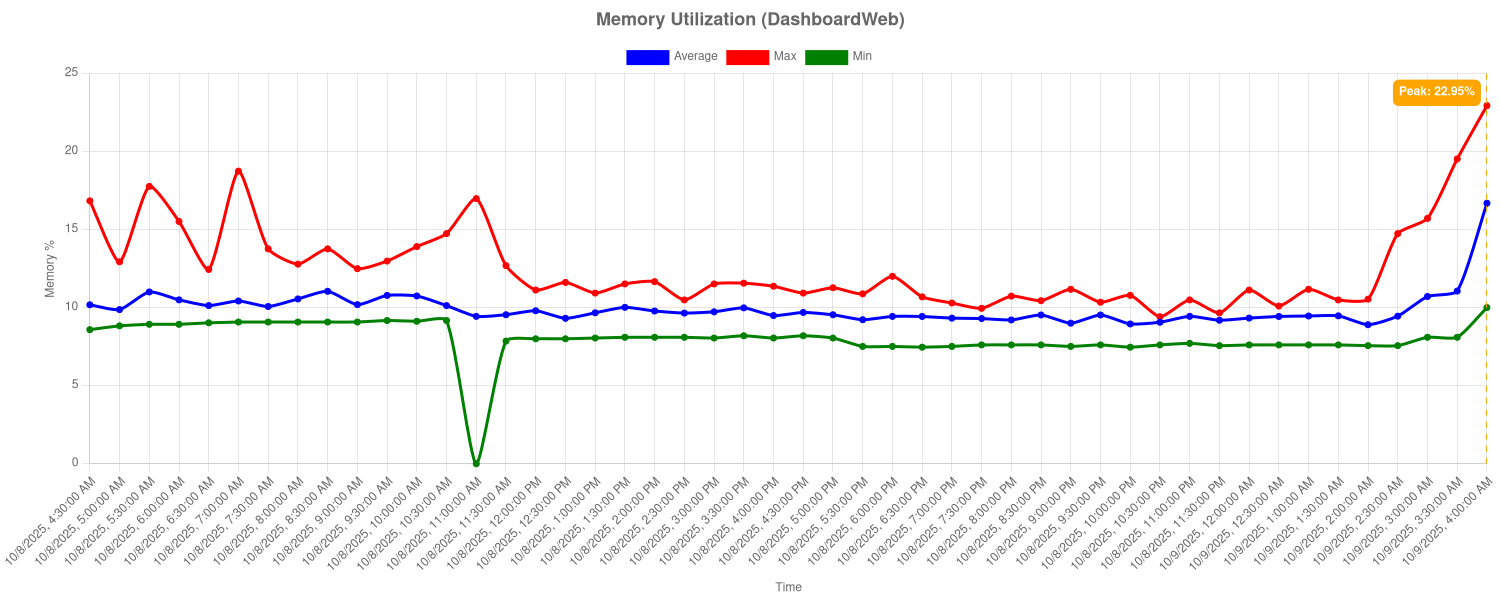 Memory Utilization (DashboardWeb)
Average Max Min
Peak: 22.95%
25
20
15
10
5
0
Memory %
10/8/2025, 4:30:00 AM
10/8/2025, 5:00:00 AM
10/8/2025, 5:30:00 AM
10/8/2025, 6:00:00 AM
10/8/2025, 6:30:00 AM
10/8/2025, 7:00:00 AM
10/8/2025, 7:30:00 AM
10/8/2025, 8:00:00 AM
10/8/2025, 8:30:00 AM
10/8/2025, 9:00:00 AM
10/8/2025, 9:30:00 AM
10/8/2025, 10:00:00 AM
10/8/2025, 10:30:00 AM
10/8/2025, 11:00:00 AM
10/8/2025, 11:30:00 AM
10/8/2025, 12:00:00 PM
10/8/2025, 12:30:00 PM
10/8/2025, 1:00:00 PM
10/8/2025, 1:30:00 PM
10/8/2025, 2:00:00 PM
10/8/2025, 2:30:00 PM
10/8/2025, 3:00:00 PM
10/8/2025, 3:30:00 PM
10/8/2025, 4:00:00 PM
10/8/2025, 4:30:00 PM
10/8/2025, 5:00:00 PM
10/8/2025, 5:30:00 PM
10/8/2025, 6:00:00 PM
10/8/2025, 6:30:00 PM
10/8/2025, 7:00:00 PM
10/8/2025, 7:30:00 PM
10/8/2025, 8:00:00 PM
10/8/2025, 8:30:00 PM
10/8/2025, 9:00:00 PM
10/8/2025, 9:30:00 PM
10/8/2025, 10:00:00 PM
10/8/2025, 10:30:00 PM
10/8/2025, 11:00:00 PM
10/8/2025, 11:30:00 PM
10/9/2025, 12:00:00 AM
10/9/2025, 12:30:00 AM
10/9/2025, 1:00:00 AM
10/9/2025, 1:30:00 AM
10/9/2025, 2:00:00 AM
10/9/2025, 2:30:00 AM
10/9/2025, 3:00:00 AM
10/9/2025, 3:30:00 AM
10/9/2025, 4:00:00 AM
Time